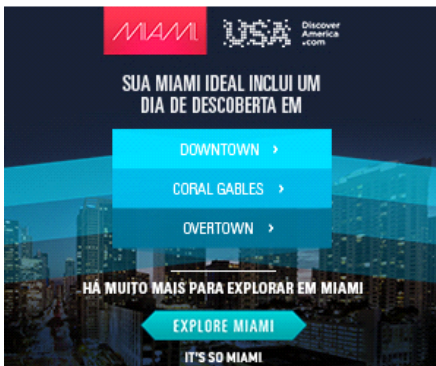 MIAMI USA Discover
America
.com
SUA MIAMI IDEAL INCLUI UM
DIA DE DESCOBERTA EM
DOWNTOWN >
CORAL GABLES >
OVERTOWN >
HÁ MUITO MAIS PARA EXPLORAR EM MIAMI
EXPLORE MIAMI
IT'S SO MIAMI